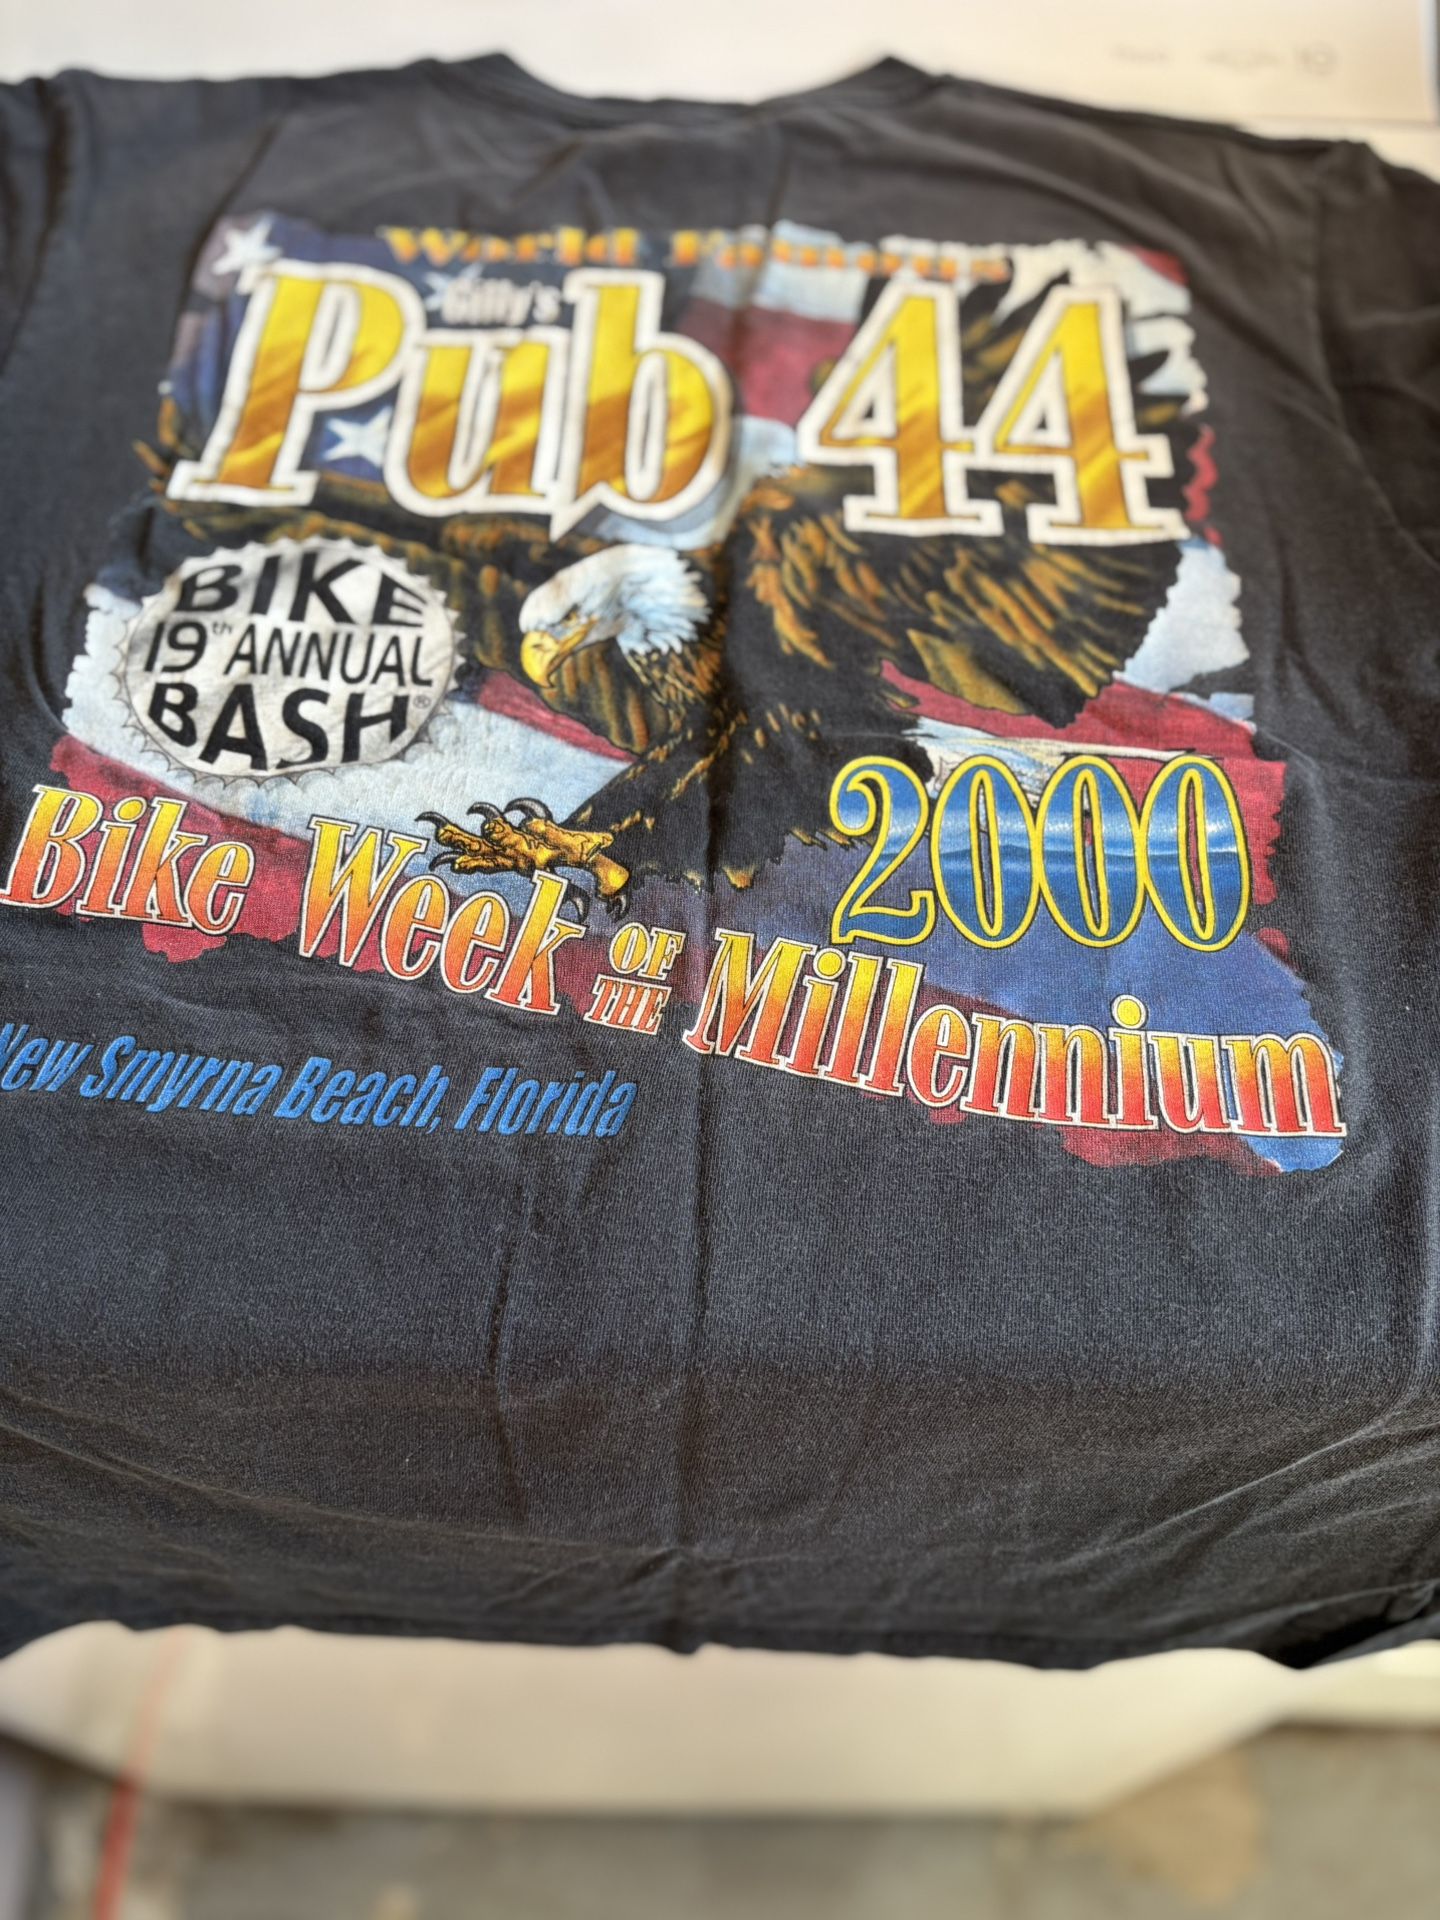 World Famous
Gilly's
Pub 44
BIKE
19th ANNUAL
BASH®
2000
Bike Week OF THE Millennium
New Smyrna Beach, Florida